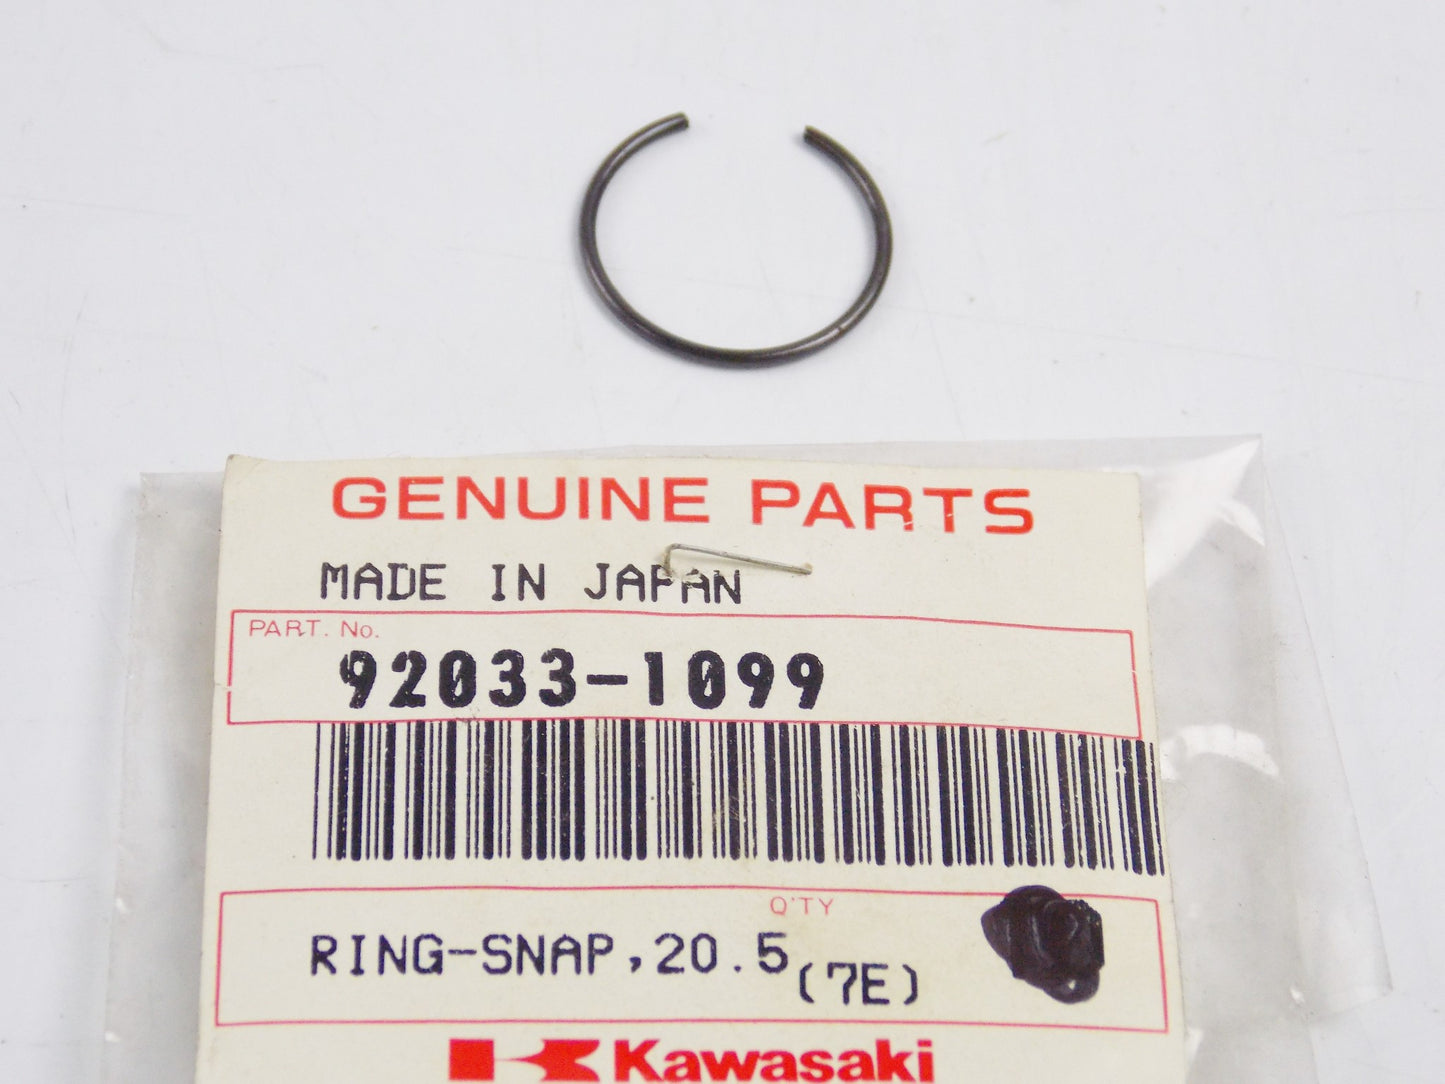 GENUINE PARTS
MADE IN JAPAN
PART. No.
92033-1099
Q'TY
RING-SNAP,20.5 (7E)
Kawasaki